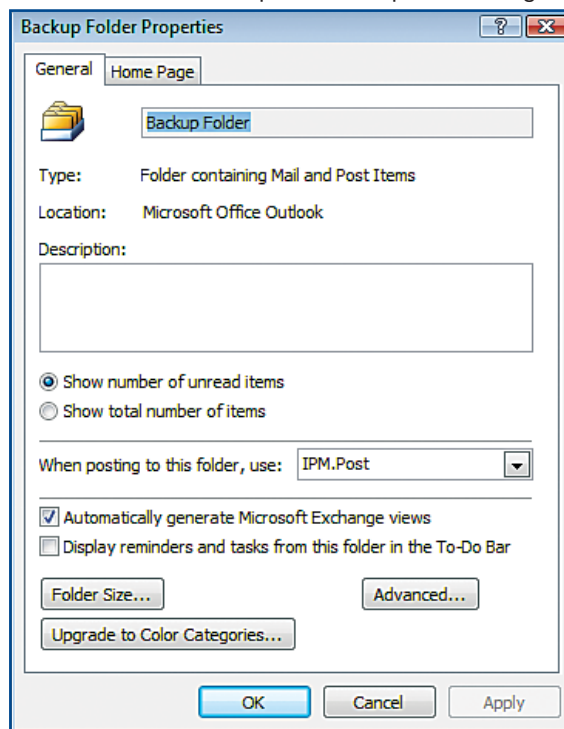 Backup Folder Properties
General Home Page
Backup Folder
Type: Folder containing Mail and Post Items
Location: Microsoft Office Outlook
Description:
Show number of unread items
Show total number of items
When posting to this folder, use: IPM.Post
Automatically generate Microsoft Exchange views
Display reminders and tasks from this folder in the To-Do Bar
Folder Size... Advanced...
Upgrade to Color Categories...
OK Cancel Apply